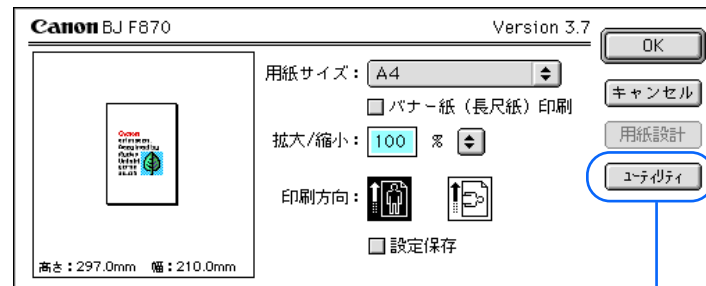 Canon BJ F870
Version 3.7
OK
用紙サイズ：
A4
バナー紙（長尺紙）印刷
キャンセル
拡大/縮小：
100
%
用紙設計
印刷方向：
ユーティリティ
設定保存
高さ：297.0mm 幅：210.0mm
Canon